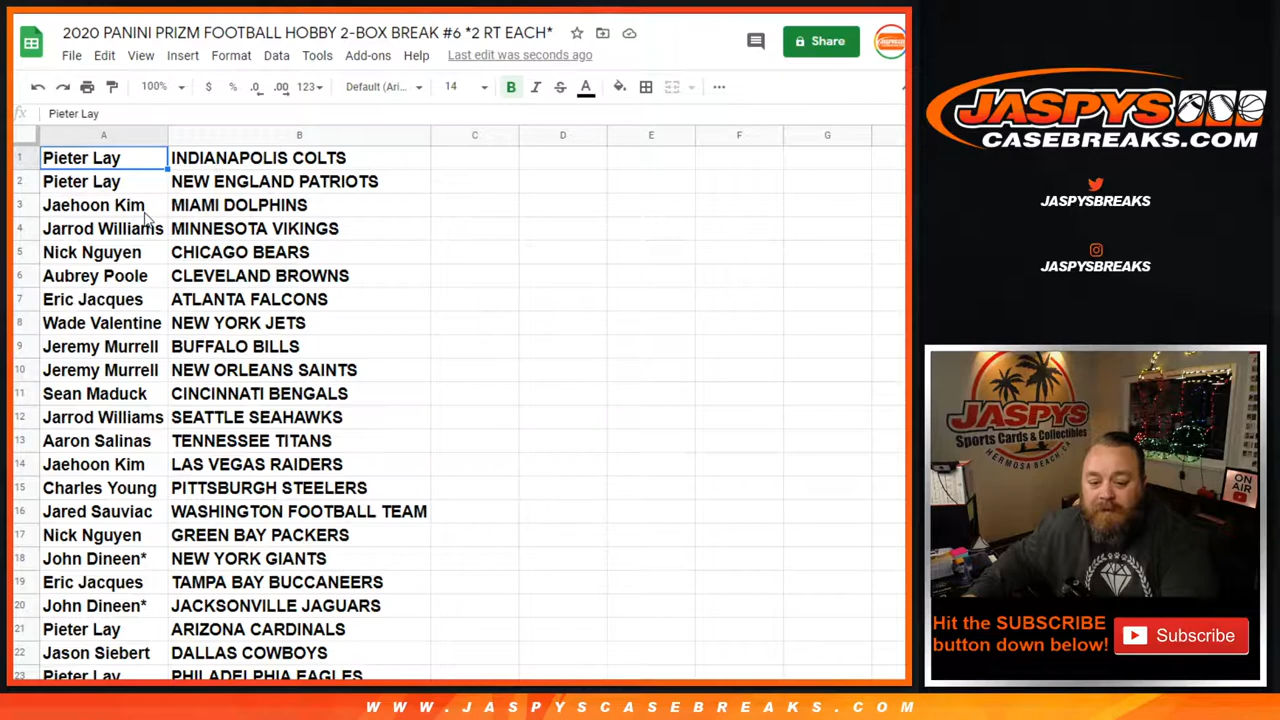 2020 PANINI PRIZM FOOTBALL HOBBY 2-BOX BREAK #6 *2 RT EACH*
File Edit View Insert Format Data Tools Add-ons Help Last edit was seconds ago
Share
100% $ % .0 .00 123 Default (Ari... 14 B I S A
fx Pieter Lay
A B C D E F G
1 Pieter Lay INDIANAPOLIS COLTS
2 Pieter Lay NEW ENGLAND PATRIOTS
3 Jaehoon Kim MIAMI DOLPHINS
4 Jarrod Williams MINNESOTA VIKINGS
5 Nick Nguyen CHICAGO BEARS
6 Aubrey Poole CLEVELAND BROWNS
7 Eric Jacques ATLANTA FALCONS
8 Wade Valentine NEW YORK JETS
9 Jeremy Murrell BUFFALO BILLS
10 Jeremy Murrell NEW ORLEANS SAINTS
11 Sean Maduck CINCINNATI BENGALS
12 Jarrod Williams SEATTLE SEAHAWKS
13 Aaron Salinas TENNESSEE TITANS
14 Jaehoon Kim LAS VEGAS RAIDERS
15 Charles Young PITTSBURGH STEELERS
16 Jared Sauviac WASHINGTON FOOTBALL TEAM
17 Nick Nguyen GREEN BAY PACKERS
18 John Dineen* NEW YORK GIANTS
19 Eric Jacques TAMPA BAY BUCCANEERS
20 John Dineen* JACKSONVILLE JAGUARS
21 Pieter Lay ARIZONA CARDINALS
22 Jason Siebert DALLAS COWBOYS
23 Pieter Lay PHILADELPHIA EAGLES
JASPYS
CASEBREAKS.COM
JASPYSBREAKS
JASPYSBREAKS
JASPYS
Sports Cards & Collectibles
HERMOSA BEACH, CA
ON
AIR
Hit the SUBSCRIBE
button down below!
Subscribe
WWW.JASPYSCASEBREAKS.COM